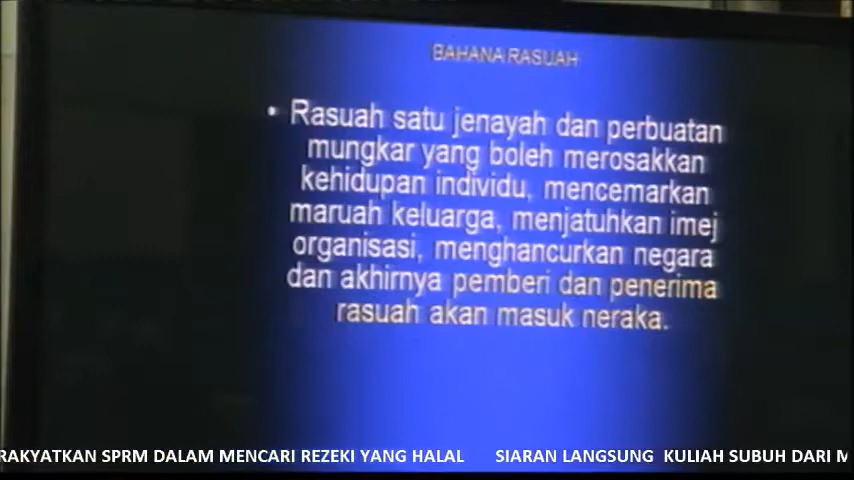 BAHANA RASUAH
• Rasuah satu jenayah dan perbuatan
mungkar yang boleh merosakkan
kehidupan individu, mencemarkan
maruah keluarga, menjatuhkan imej
organisasi, menghancurkan negara
dan akhirnya pemberi dan penerima
rasuah akan masuk neraka.
RAKYATKAN SPRM DALAM MENCARI REZEKI YANG HALAL SIARAN LANGSUNG KULIAH SUBUH DARI M